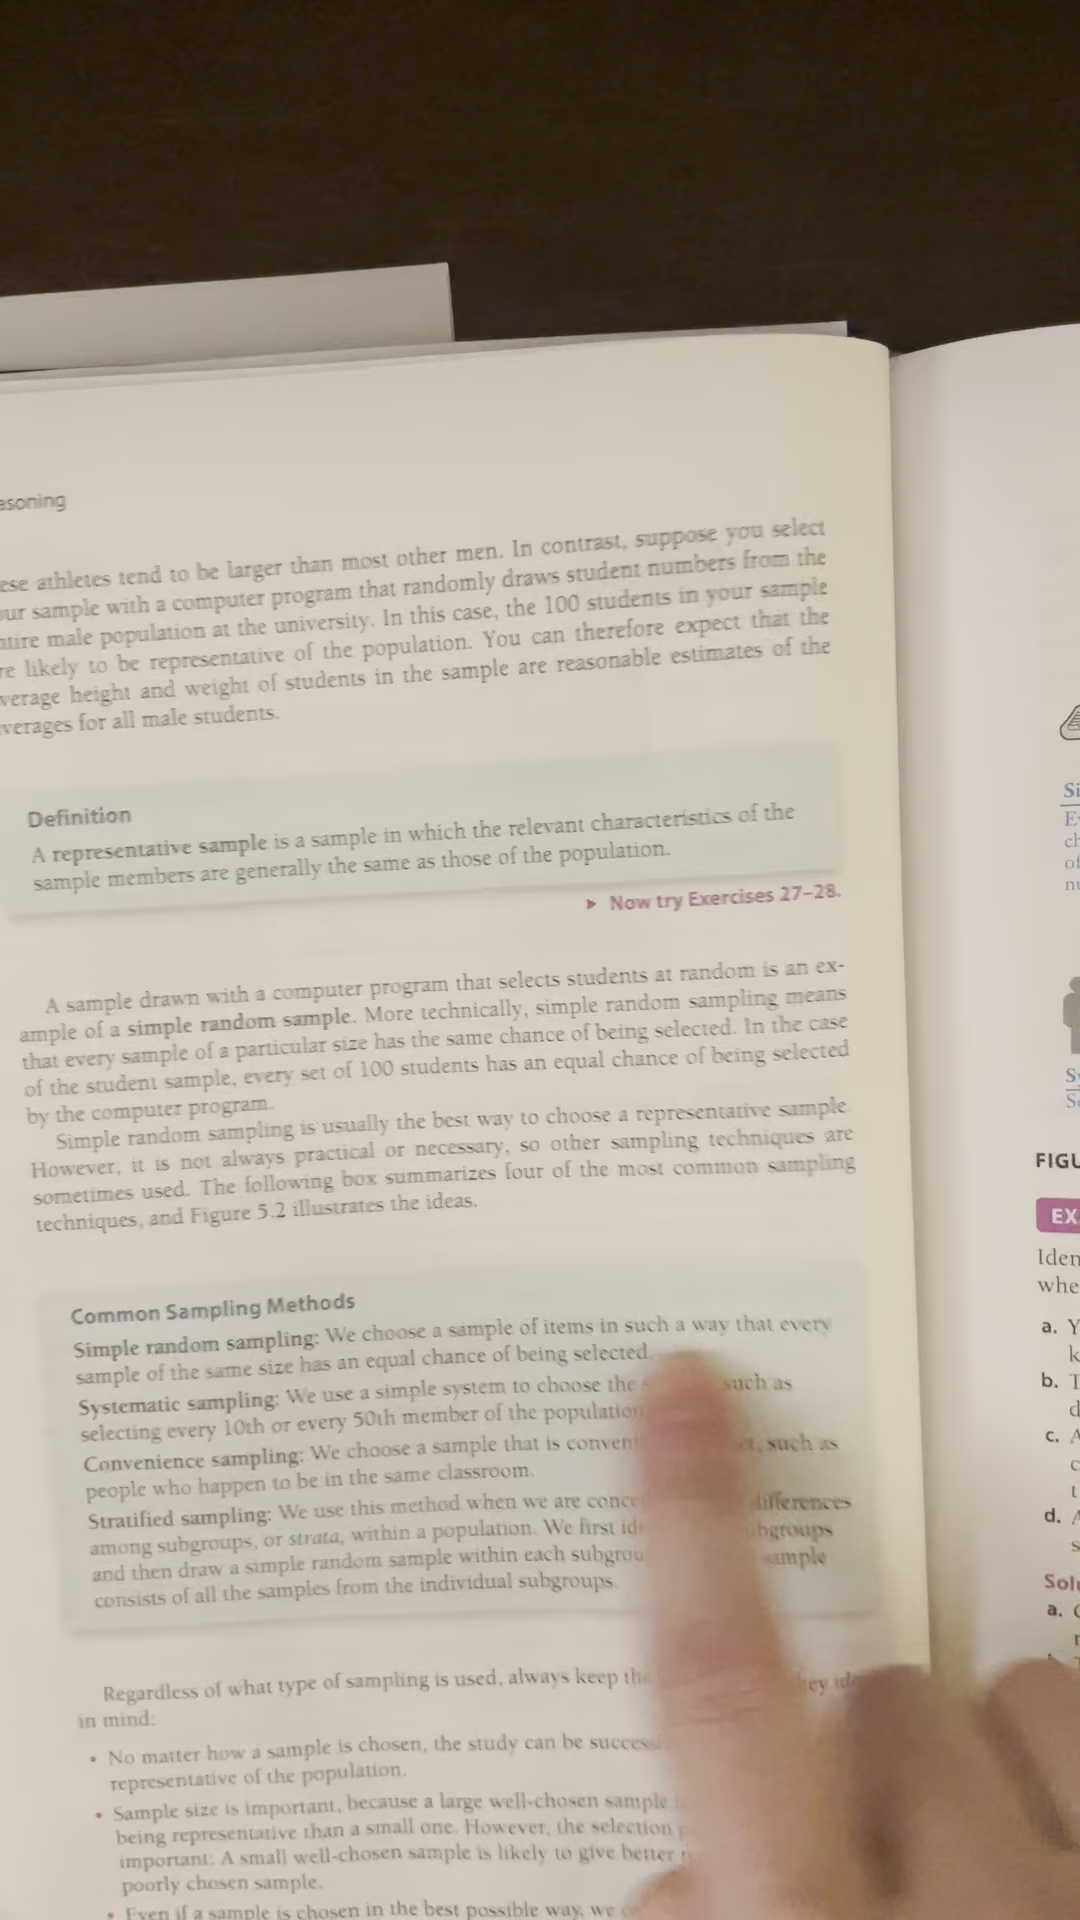 esoning
ese athletes tend to be larger than most other men. In contrast, suppose you select
our sample with a computer program that randomly draws student numbers from the
ntire male population at the university. In this case, the 100 students in your sample
re likely to be representative of the population. You can therefore expect that the
verage height and weight of students in the sample are reasonable estimates of the
verages for all male students.
Definition
A representative sample is a sample in which the relevant characteristics of the
sample members are generally the same as those of the population.
▶ Now try Exercises 27–28.
A sample drawn with a computer program that selects students at random is an ex-
ample of a simple random sample. More technically, simple random sampling means
that every sample of a particular size has the same chance of being selected. In the case
of the student sample, every set of 100 students has an equal chance of being selected
by the computer program.
Simple random sampling is usually the best way to choose a representative sample.
However, it is not always practical or necessary, so other sampling techniques are
sometimes used. The following box summarizes four of the most common sampling
techniques, and Figure 5.2 illustrates the ideas.
Common Sampling Methods
Simple random sampling: We choose a sample of items in such a way that every
sample of the same size has an equal chance of being selected.
Systematic sampling: We use a simple system to choose the such as
selecting every 10th or every 50th member of the population
Convenience sampling: We choose a sample that is such as
people who happen to be in the same classroom.
Stratified sampling: We use this method when we are differences
among subgroups, or strata, within a population. We first
and then draw a simple random sample within each sample
consists of all the samples from the individual subgroups.
Regardless of what type of sampling is used, always keep
in mind:
• No matter how a sample is chosen, the study can be
representative of the population.
• Sample size is important, because a large well-chosen sample
being representative than a small one. However, the selection
important: A small well-chosen sample is likely to give better
poorly chosen sample.
• Even if a sample is chosen in the best possible way, we
Si
ch
of
FIGU
EX
Iden
whe
a. Y
k
b. T
d
c. A
c
t
d. A
s
Solu
a.